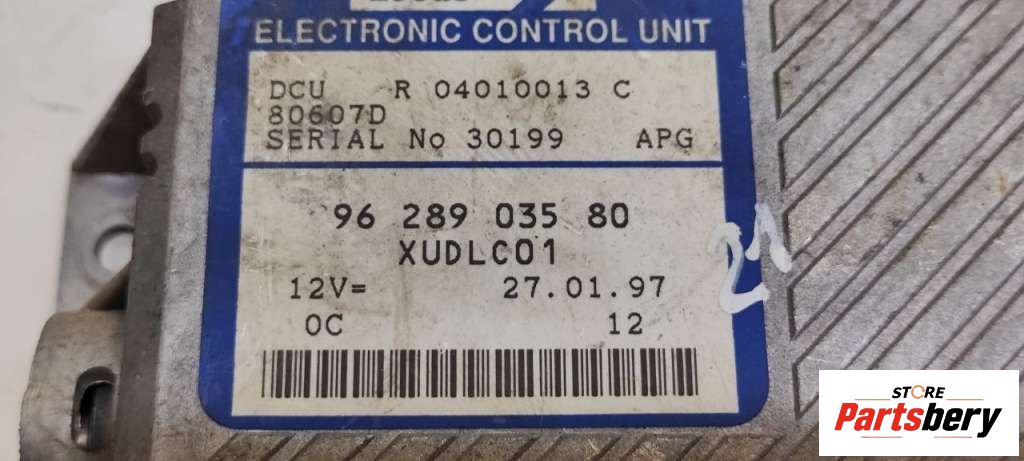 ELECTRONIC CONTROL UNIT
DCU R 04010013 C
80607D
SERIAL No 30199 APG
96 289 035 80
XUDLC01
12V= 27.01.97
0C 12
21
STORE
Partsbery